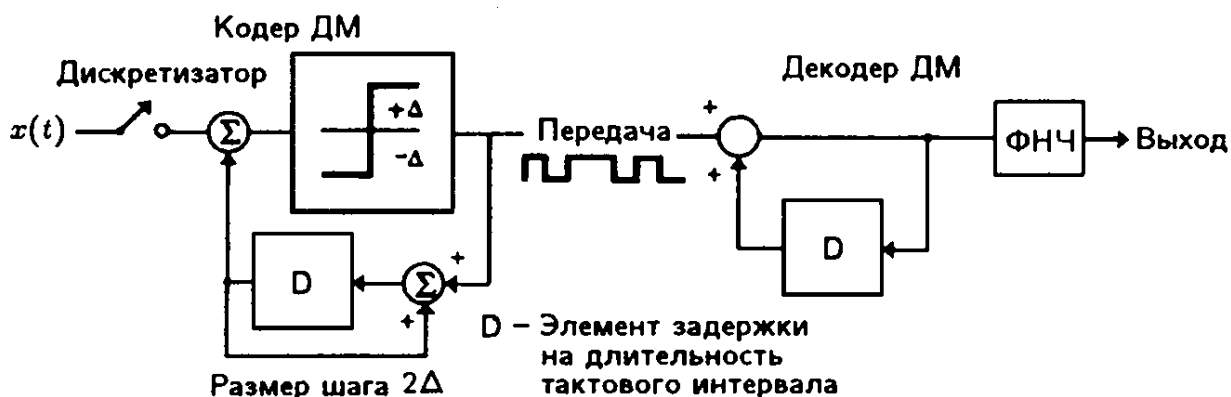 Кодер ДМ
Дискретизатор
x(t)
Σ
+Δ
−Δ
Передача
+
+
Декодер ДМ
ФНЧ
Выход
D
Σ
+
+
D
D – Элемент задержки
на длительность
тактового интервала
Размер шага 2Δ